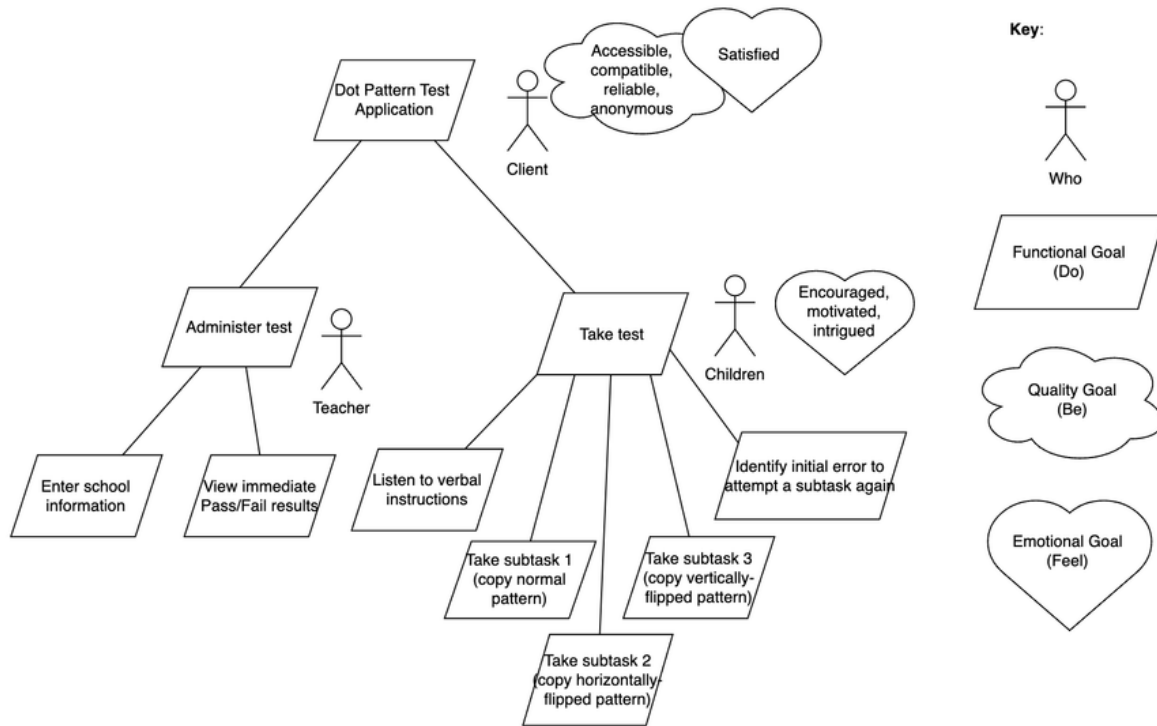 Key:
Accessible,
compatible,
reliable,
anonymous
Satisfied
Dot Pattern Test
Application
Client
Who
Functional Goal
(Do)
Administer test
Teacher
Take test
Children
Encouraged,
motivated,
intrigued
Quality Goal
(Be)
Enter school
information
View immediate
Pass/Fail results
Listen to verbal
instructions
Identify initial error to
attempt a subtask again
Take subtask 1
(copy normal
pattern)
Take subtask 3
(copy vertically-
flipped pattern)
Take subtask 2
(copy horizontally-
flipped pattern)
Emotional Goal
(Feel)